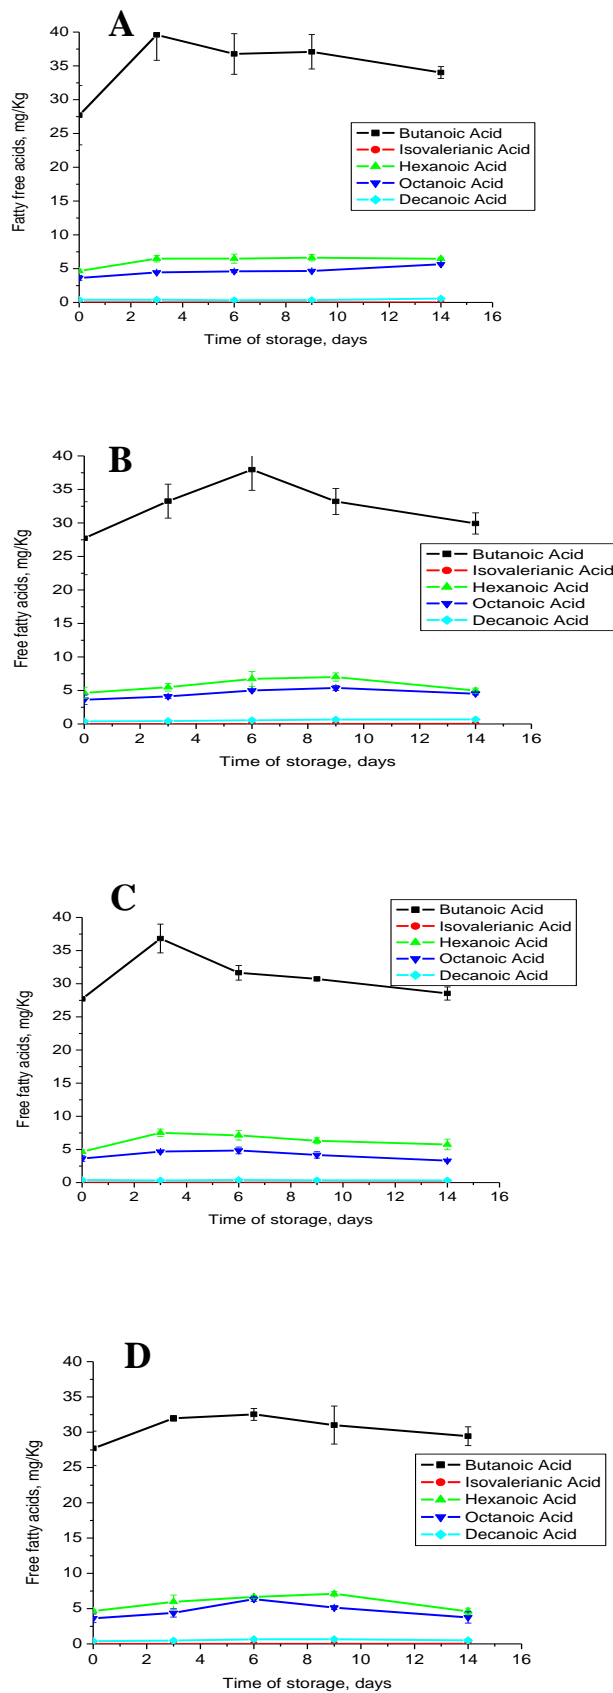 A
40
35
30
25
20
15
10
5
0
Fatty free acids, mg/Kg
Butanoic Acid
Isovalerianic Acid
Hexanoic Acid
Octanoic Acid
Decanoic Acid
0 2 4 6 8 10 12 14 16
Time of storage, days
B
40
35
30
25
20
15
10
5
0
Free fatty acids, mg/Kg
Butanoic Acid
Isovalerianic Acid
Hexanoic Acid
Octanoic Acid
Decanoic Acid
0 2 4 6 8 10 12 14 16
Time of storage, days
C
40
35
30
25
20
15
10
5
0
Free fatty acids, mg/Kg
Butanoic Acid
Isovalerianic Acid
Hexanoic Acid
Octanoic Acid
Decanoic Acid
0 2 4 6 8 10 12 14 16
Time of storage, days
D
40
35
30
25
20
15
10
5
0
Free fatty acids, mg/Kg
Butanoic Acid
Isovalerianic Acid
Hexanoic Acid
Octanoic Acid
Decanoic Acid
0 2 4 6 8 10 12 14 16
Time of storage, days